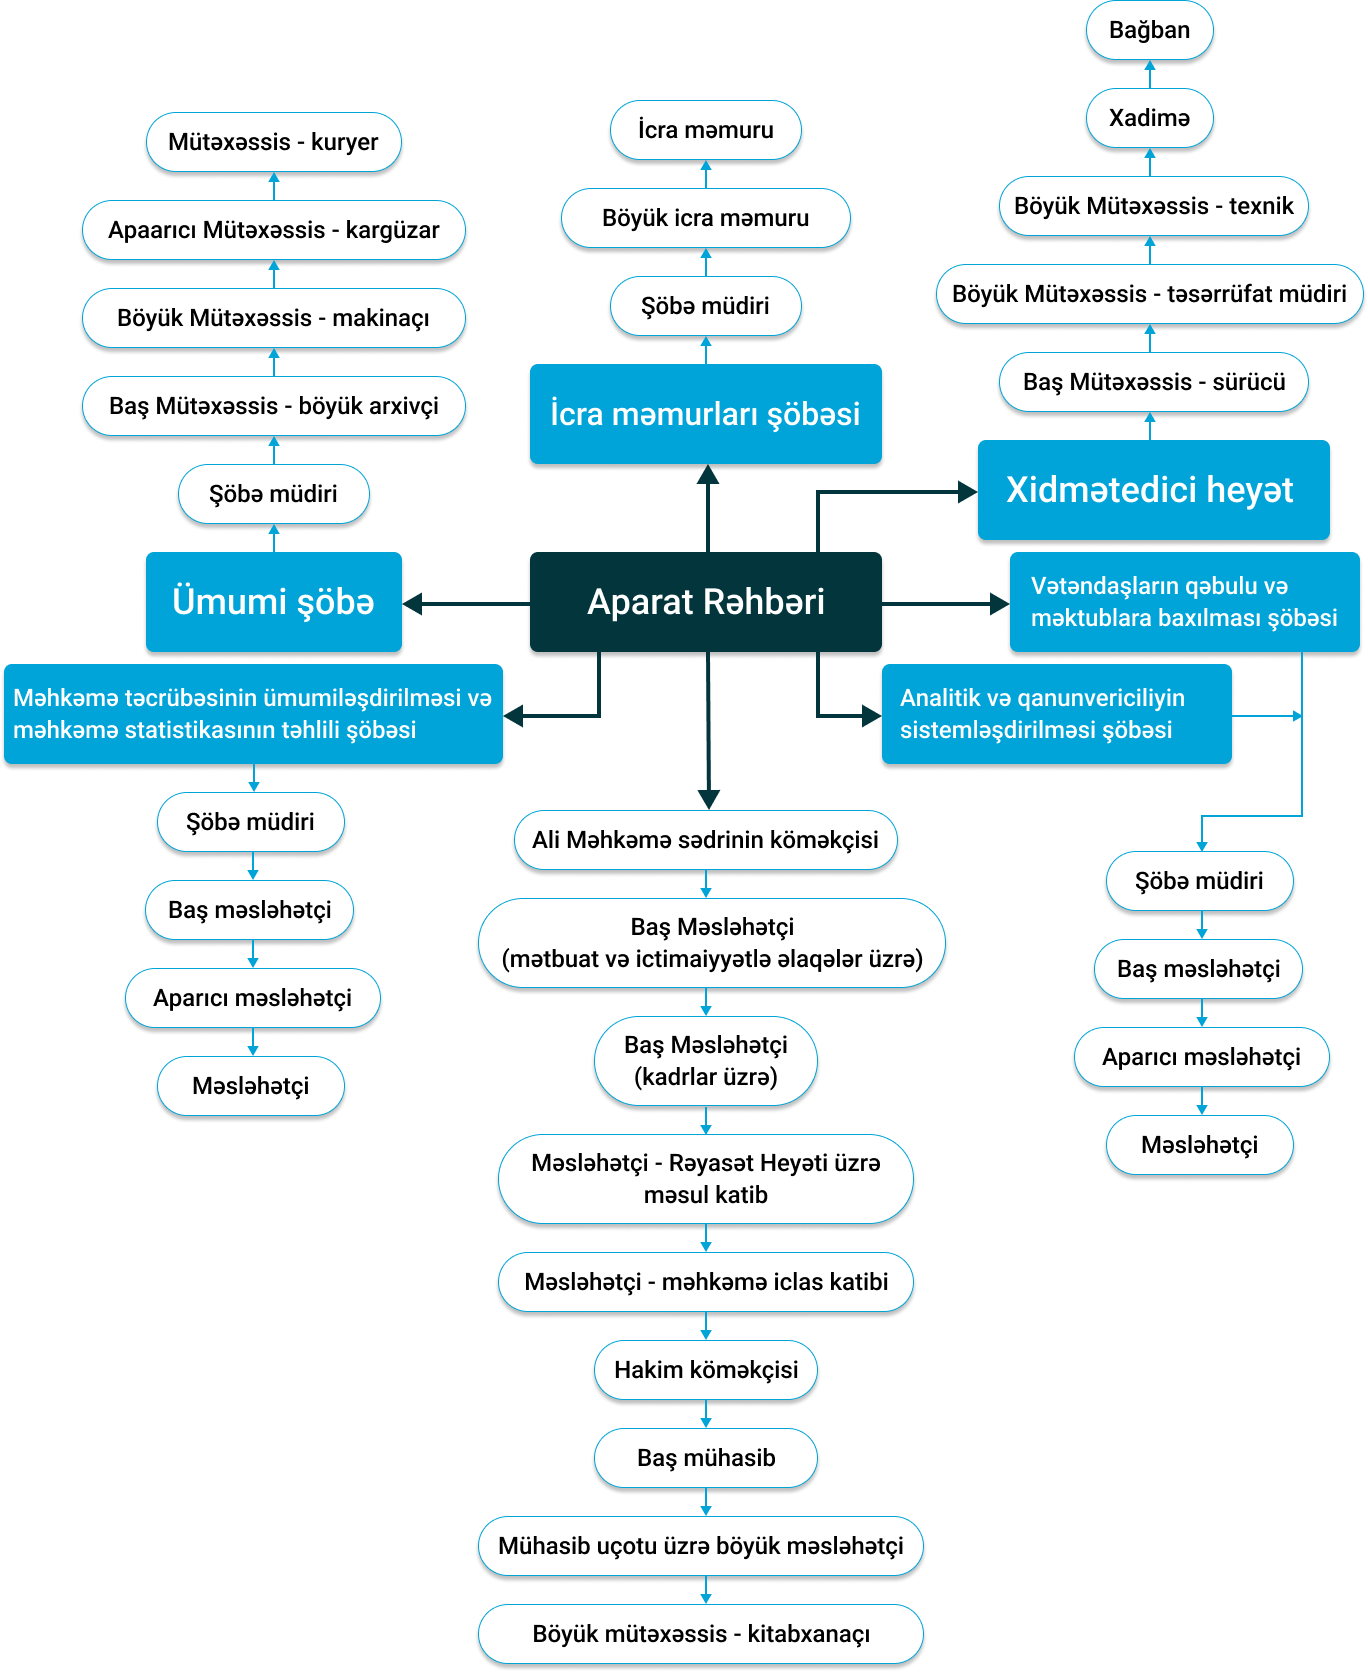 Bağban
Xadimə
Böyük Mütəxəssis - texnik
Böyük Mütəxəssis - təsərrüfat müdiri
Baş Mütəxəssis - sürücü
Xidmətedici heyət
İcra məmuru
Böyük icra məmuru
Şöbə müdiri
İcra məmurları şöbəsi
Mütəxəssis - kuryer
Apaarıcı Mütəxəssis - kargüzar
Böyük Mütəxəssis - makinaçı
Baş Mütəxəssis - böyük arxivçi
Şöbə müdiri
Ümumi şöbə
Aparat Rəhbəri
Vətəndaşların qəbulu və
məktublara baxılması şöbəsi
Məhkəmə təcrübəsinin ümumiləşdirilməsi və
məhkəmə statistikasının təhlili şöbəsi
Analitik və qanunvericiliyin
sistemləşdirilməsi şöbəsi
Şöbə müdiri
Baş məsləhətçi
Aparıcı məsləhətçi
Məsləhətçi
Ali Məhkəmə sədrinin köməkçisi
Baş Məsləhətçi
(mətbuat və ictimaiyyətlə əlaqələr üzrə)
Baş Məsləhətçi
(kadrlar üzrə)
Məsləhətçi - Rəyasət Heyəti üzrə
məsul katib
Məsləhətçi - məhkəmə iclas katibi
Hakim köməkçisi
Baş mühasib
Mühasib uçotu üzrə böyük məsləhətçi
Böyük mütəxəssis - kitabxanaçı
Şöbə müdiri
Baş məsləhətçi
Aparıcı məsləhətçi
Məsləhətçi